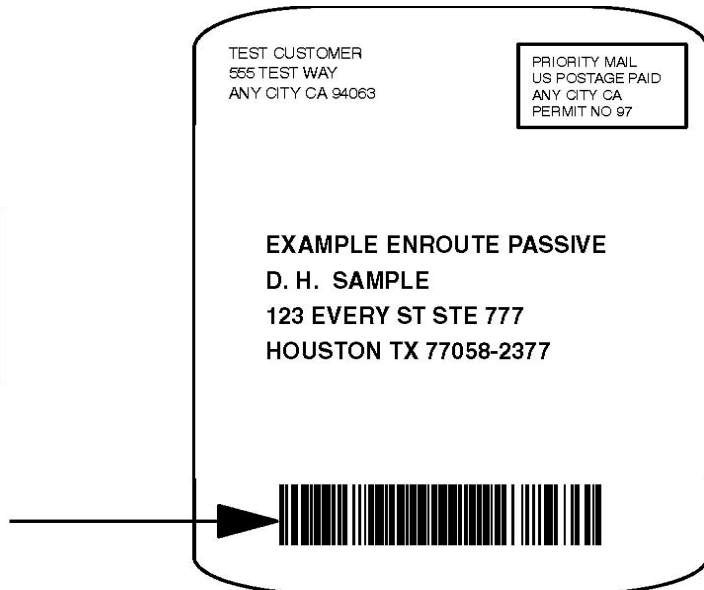 TEST CUSTOMER
555 TEST WAY
ANY CITY CA 94063
PRIORITY MAIL
US POSTAGE PAID
ANY CITY CA
PERMIT NO 97
EXAMPLE ENROUTE PASSIVE
D. H. SAMPLE
123 EVERY ST STE 777
HOUSTON TX 77058-2377